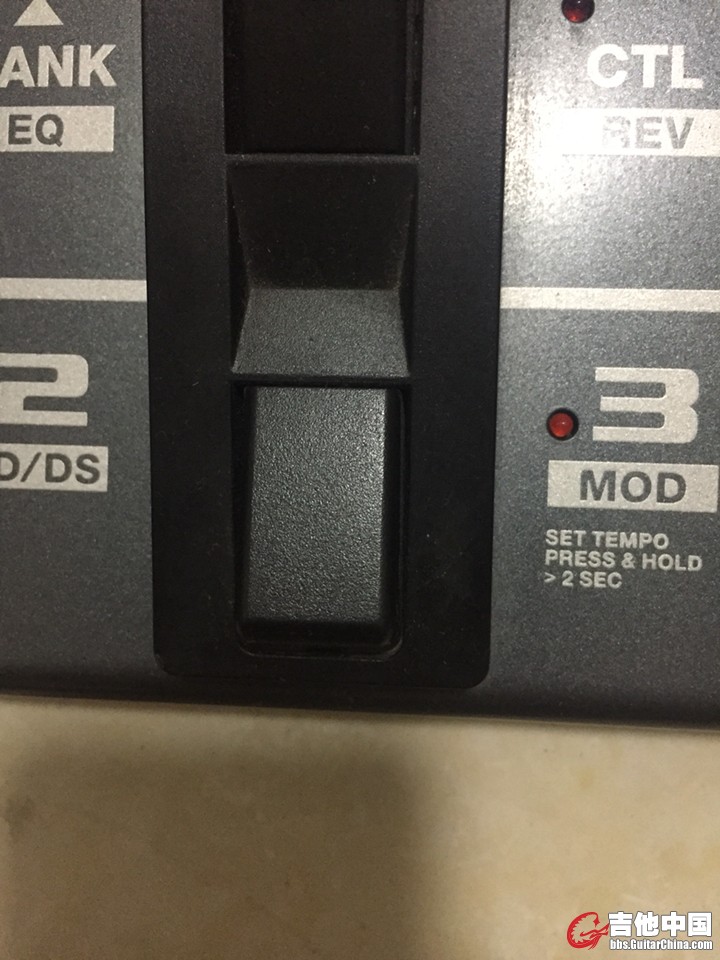 ANK
CTL
EQ
REV
2
3
D/DS
MOD
SET TEMPO
PRESS & HOLD
> 2 SEC
吉他中国
bbs.GuitarChina.com